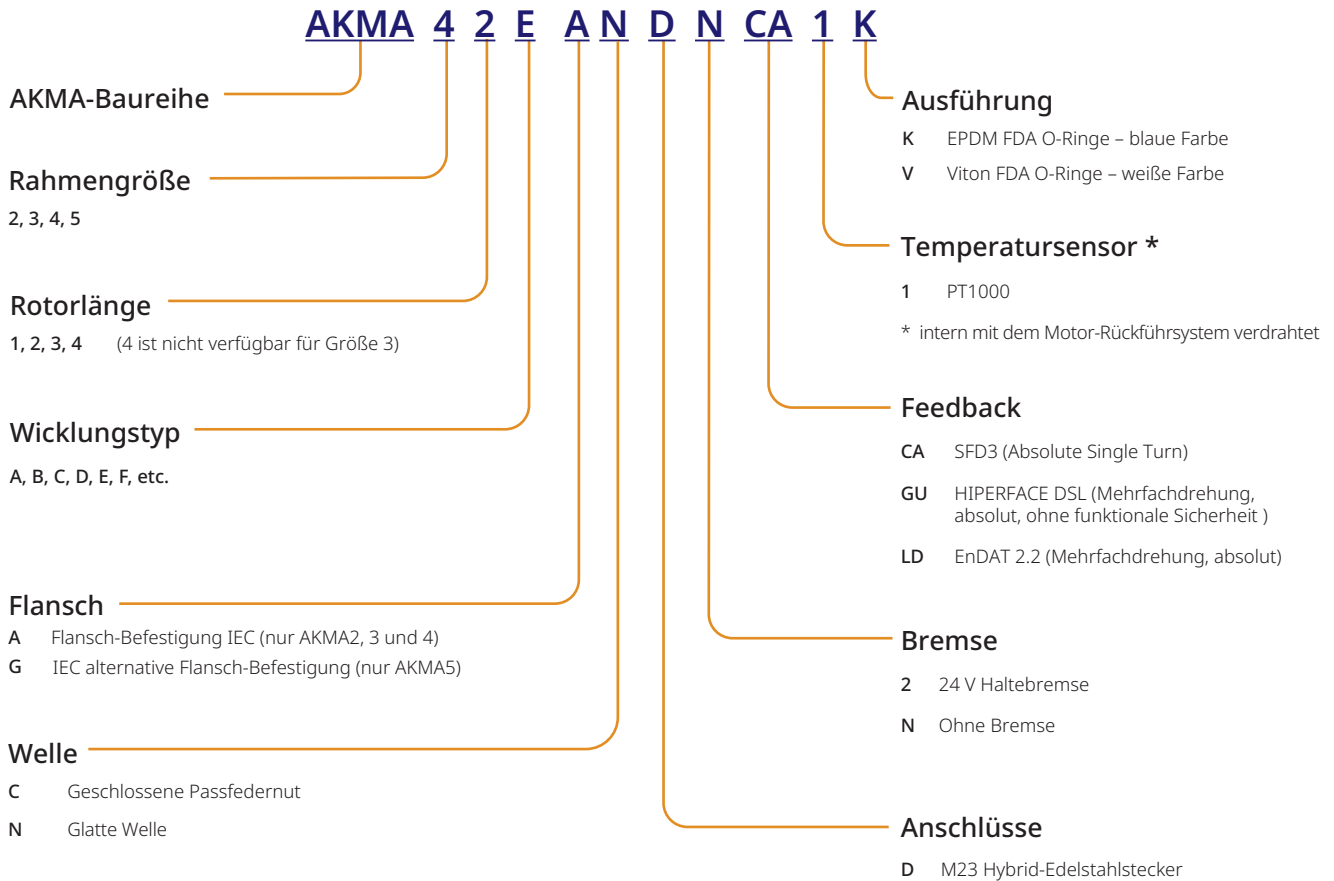 AKMA 4 2 E A N D N CA 1 K
AKMA-Baureihe
Rahmengröße
2, 3, 4, 5
Rotorlänge
1, 2, 3, 4 (4 ist nicht verfügbar für Größe 3)
Wicklungstyp
A, B, C, D, E, F, etc.
Flansch
A Flansch-Befestigung IEC (nur AKMA2, 3 und 4)
G IEC alternative Flansch-Befestigung (nur AKMA5)
Welle
C Geschlossene Passfedernut
N Glatte Welle
Ausführung
K EPDM FDA O-Ringe – blaue Farbe
V Viton FDA O-Ringe – weiße Farbe
Temperatursensor *
1 PT1000
* intern mit dem Motor-Rückführsystem verdrahtet
Feedback
CA SFD3 (Absolute Single Turn)
GU HIPERFACE DSL (Mehrfachdrehung,
absolut, ohne funktionale Sicherheit )
LD EnDAT 2.2 (Mehrfachdrehung, absolut)
Bremse
2 24 V Haltebremse
N Ohne Bremse
Anschlüsse
D M23 Hybrid-Edelstahlstecker